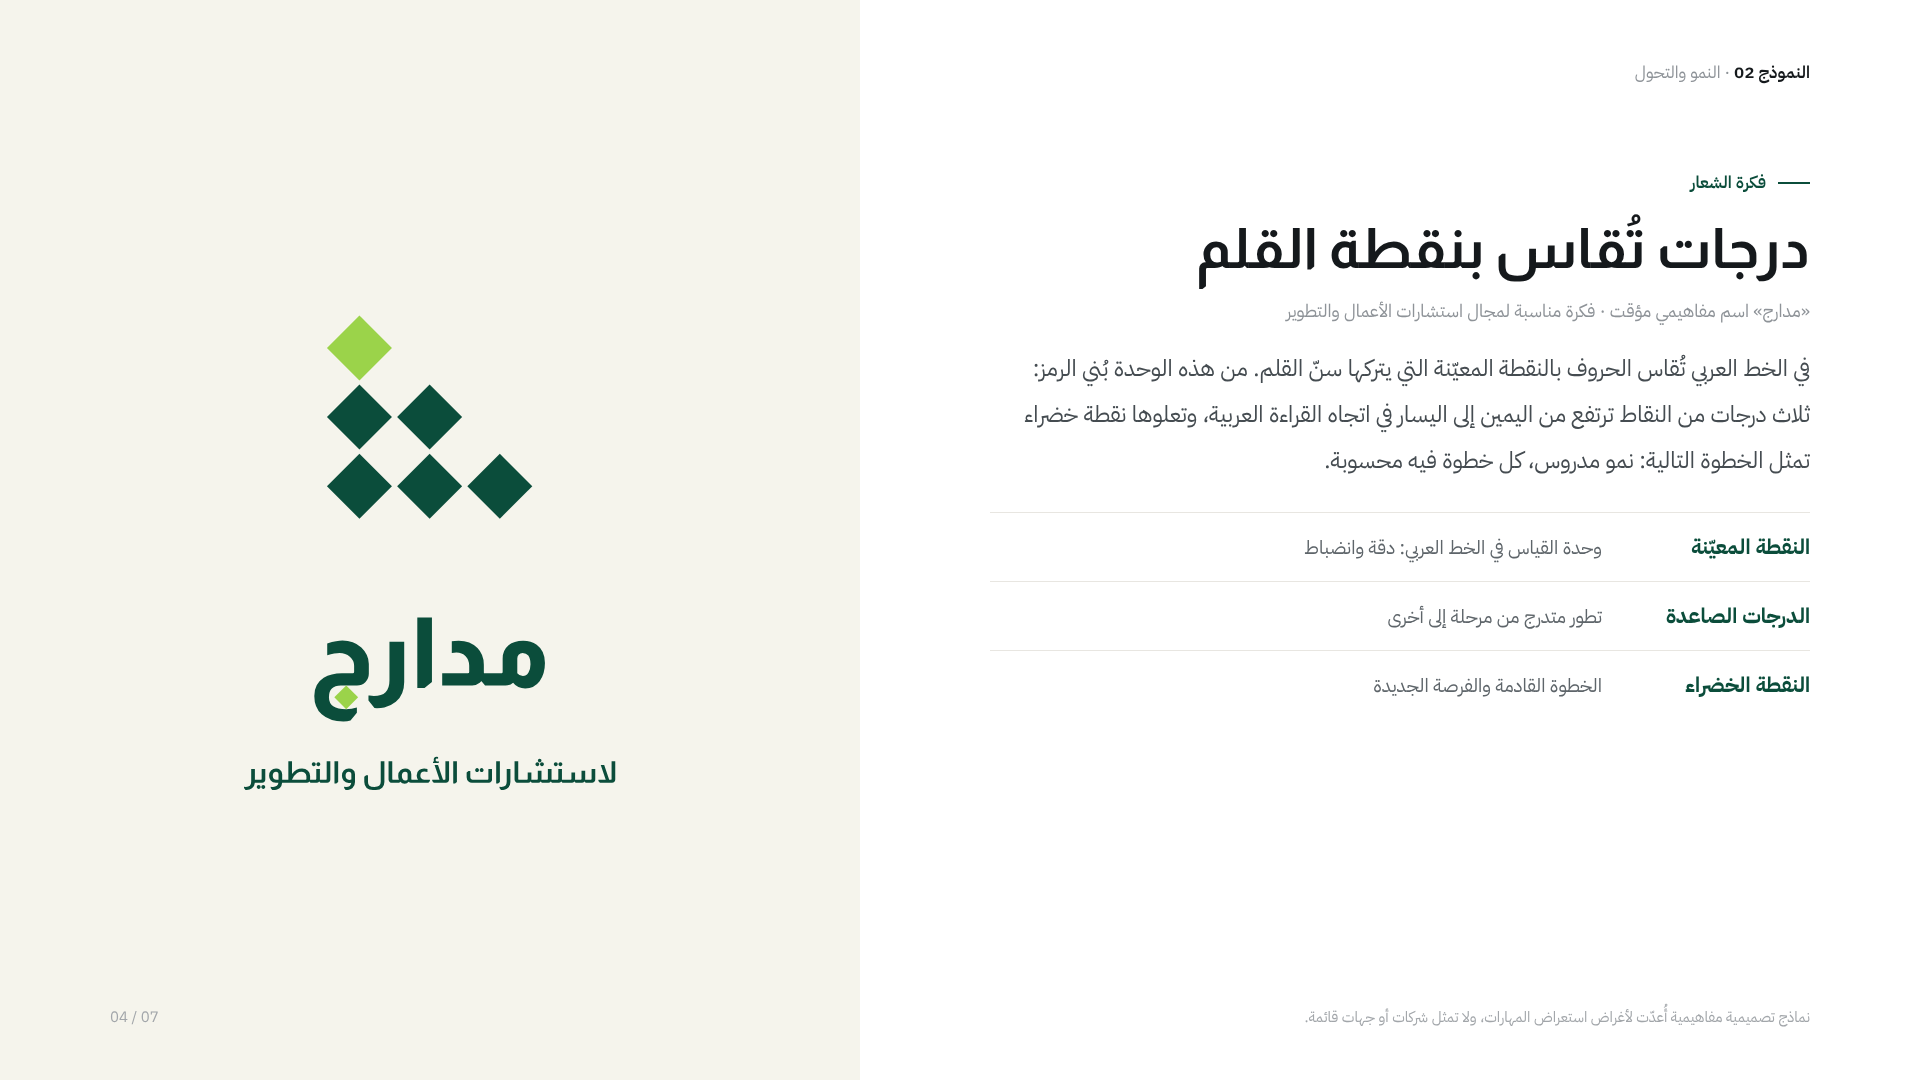 النموذج 02 · النمو والتحول
فكرة الشعار
درجات تُقاس بنقطة القلم
«مدارج» اسم مفاهيمي مؤقت · فكرة مناسبة لمجال استشارات الأعمال والتطوير
في الخط العربي تُقاس الحروف بالنقطة المعيّنة التي يتركها سنّ القلم. من هذه الوحدة بُني الرمز:
ثلاث درجات من النقاط ترتفع من اليمين إلى اليسار في اتجاه القراءة العربية، وتعلوها نقطة خضراء
تمثل الخطوة التالية: نمو مدروس، كل خطوة فيه محسوبة.
النقطة المعيّنة وحدة القياس في الخط العربي: دقة وانضباط
الدرجات الصاعدة تطور متدرج من مرحلة إلى أخرى
النقطة الخضراء الخطوة القادمة والفرصة الجديدة
نماذج تصميمية مفاهيمية أُعدّت لأغراض استعراض المهارات، ولا تمثل شركات أو جهات قائمة.
مدارج
لاستشارات الأعمال والتطوير
04 / 07